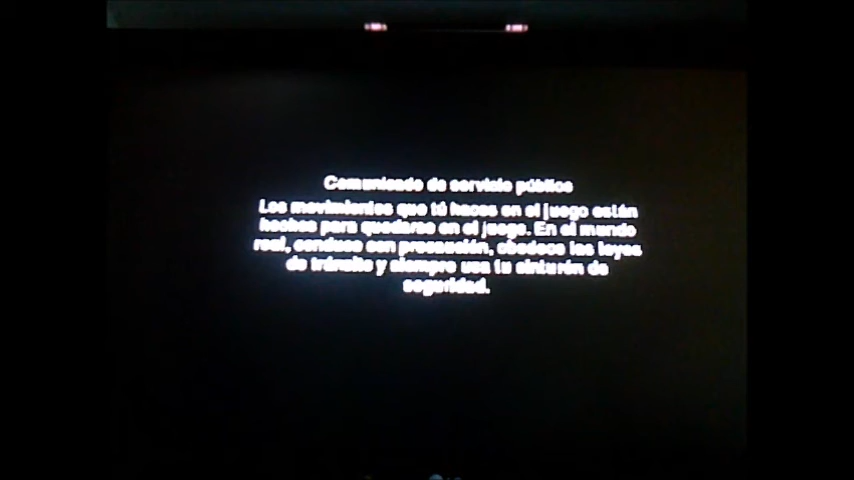 Comunicado de servicio público
Los movimientos que tú haces en el juego están
hechos para quedarse en el juego. En el mundo
real, conduce con precaución, obedece las leyes
de tránsito y siempre usa tu cinturón de
seguridad.